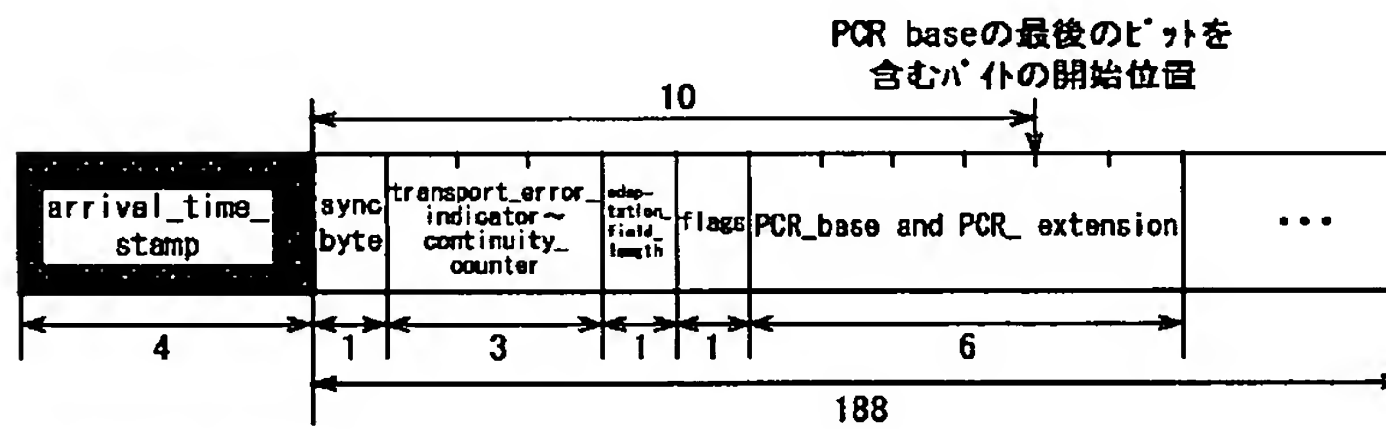 PCR baseの最後のビットを
含むバイトの開始位置
10
arrival_time_
stamp
sync
byte
transport_error_
indicator~
continuity_
counter
adap-
tation_
field_
length
flags
PCR_base and PCR_ extension
•••
4
1
3
1
1
6
188